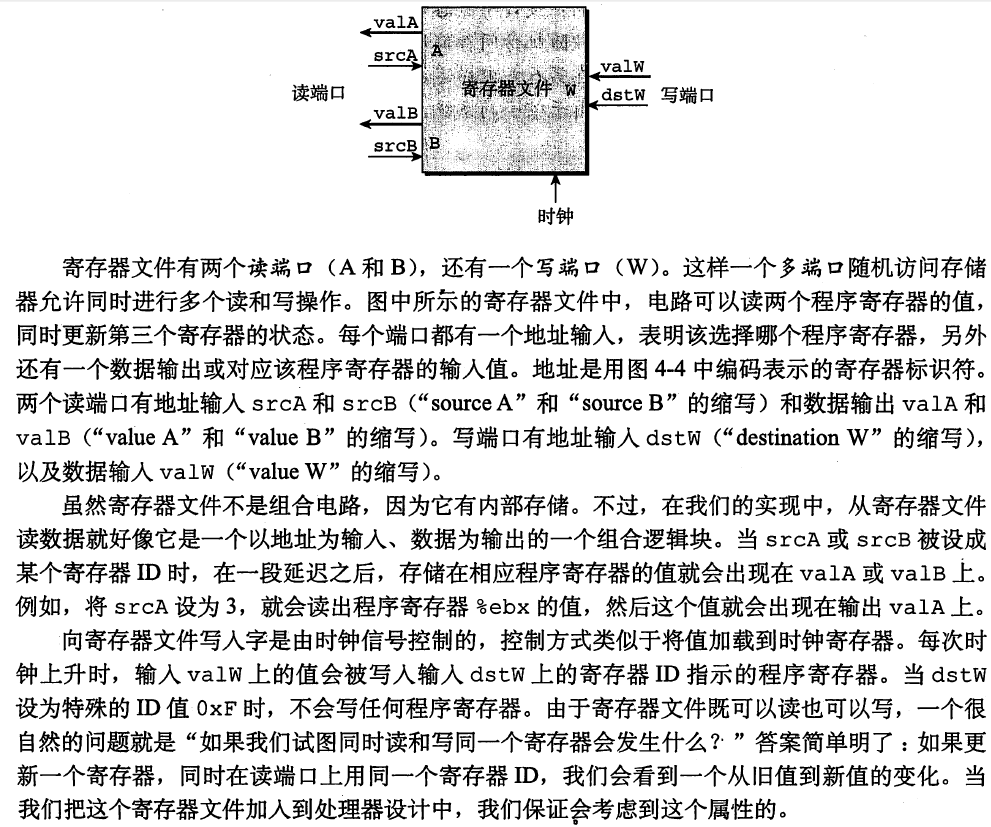 valA
srcA
A
读端口
寄存器文件
W
valW
dstW
写端口
valB
srcB
B
时钟
寄存器文件有两个读端口（A 和 B），还有一个写端口（W）。这样一个多端口随机访问存储
器允许同时进行多个读和写操作。图中所示的寄存器文件中，电路可以读两个程序寄存器的值，
同时更新第三个寄存器的状态。每个端口都有一个地址输入，表明该选择哪个程序寄存器，另外
还有一个数据输出或对应该程序寄存器的输入值。地址是用图 4-4 中编码表示的寄存器标识符。
两个读端口有地址输入 srcA 和 srcB（“source A”和“source B”的缩写）和数据输出 valA 和
valB（“value A”和“value B”的缩写）。写端口有地址输入 dstW（“destination W”的缩写），
以及数据输入 valW（“value W”的缩写）。
虽然寄存器文件不是组合电路，因为它有内部存储。不过，在我们的实现中，从寄存器文件
读数据就好像它是一个以地址为输入、数据为输出的一个组合逻辑块。当 srcA 或 srcB 被设成
某个寄存器 ID 时，在一段延迟之后，存储在相应程序寄存器的值就会出现在 valA 或 valB 上。
例如，将 srcA 设为 3，就会读出程序寄存器 %ebx 的值，然后这个值就会出现在输出 valA 上。
向寄存器文件写入字是由时钟信号控制的，控制方式类似于将值加载到时钟寄存器。每次时
钟上升时，输入 valW 上的值会被写入输入 dstW 上的寄存器 ID 指示的程序寄存器。当 dstW
设为特殊的 ID 值 0xF 时，不会写任何程序寄存器。由于寄存器文件既可以读也可以写，一个很
自然的问题就是“如果我们试图同时读和写同一个寄存器会发生什么？”答案简单明了：如果更
新一个寄存器，同时在读端口上用同一个寄存器 ID，我们会看到一个从旧值到新值的变化。当
我们把这个寄存器文件加入到处理器设计中，我们保证会考虑到这个属性的。